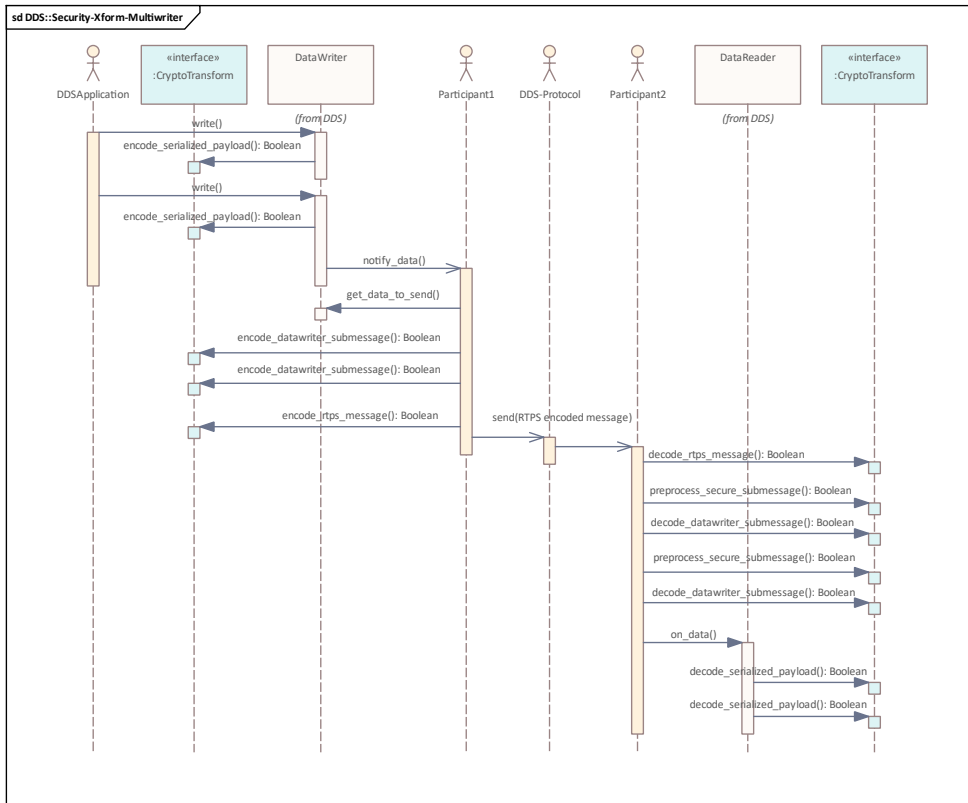 sd DDS::Security-Xform-Multiwriter
«interface»
:CryptoTransform
DataWriter
DataReader
«interface»
:CryptoTransform
DDSApplication
Participant1
DDS-Protocol
Participant2
(from DDS)
(from DDS)
write()
encode_serialized_payload(): Boolean
write()
encode_serialized_payload(): Boolean
notify_data()
get_data_to_send()
encode_datawriter_submessage(): Boolean
encode_datawriter_submessage(): Boolean
encode_rtps_message(): Boolean
send(RTPS encoded message)
decode_rtps_message(): Boolean
preprocess_secure_submessage(): Boolean
decode_datawriter_submessage(): Boolean
preprocess_secure_submessage(): Boolean
decode_datawriter_submessage(): Boolean
on_data()
decode_serialized_payload(): Boolean
decode_serialized_payload(): Boolean